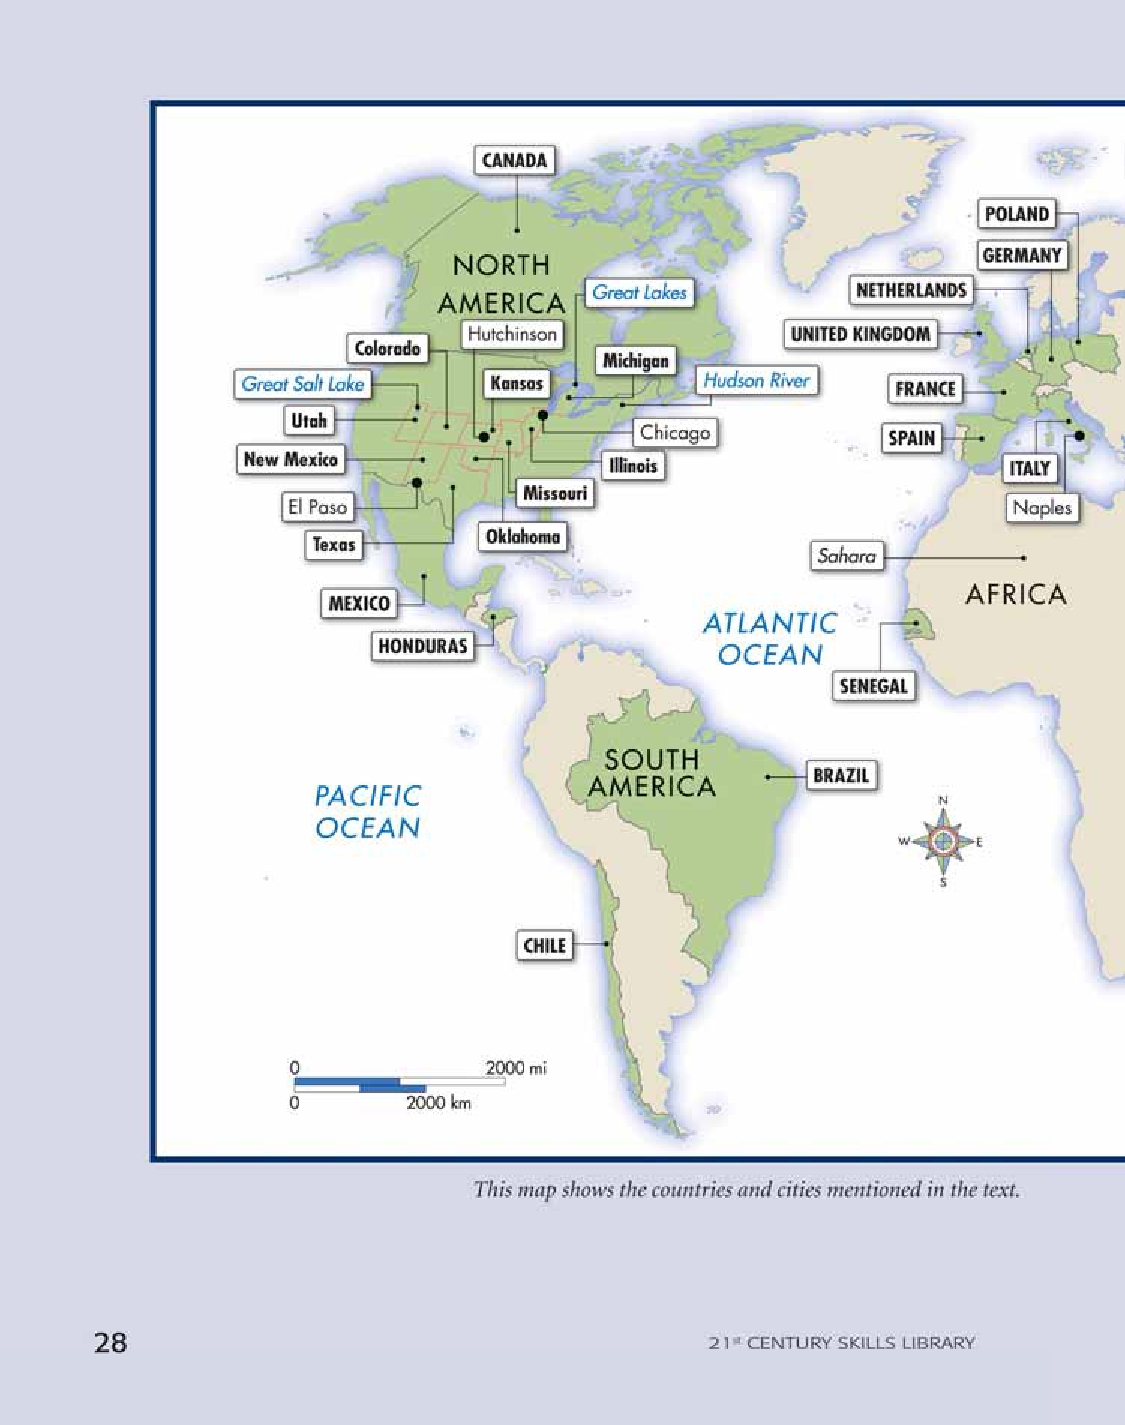 CANADA
POLAND
GERMANY
NORTH
AMERICA
Great Lakes
NETHERLANDS
Hutchinson
UNITED KINGDOM
Colorado
Michigan
Great Salt Lake
Kansas
Hudson River
FRANCE
Utah
Chicago
SPAIN
New Mexico
Illinois
ITALY
El Paso
Missouri
Naples
Texas
Oklahoma
Sahara
AFRICA
MEXICO
ATLANTIC
OCEAN
HONDURAS
SENEGAL
SOUTH
AMERICA
BRAZIL
PACIFIC
OCEAN
N
W E
S
CHILE
0 2000 mi
0 2000 km
This map shows the countries and cities mentioned in the text.
28
21st CENTURY SKILLS LIBRARY